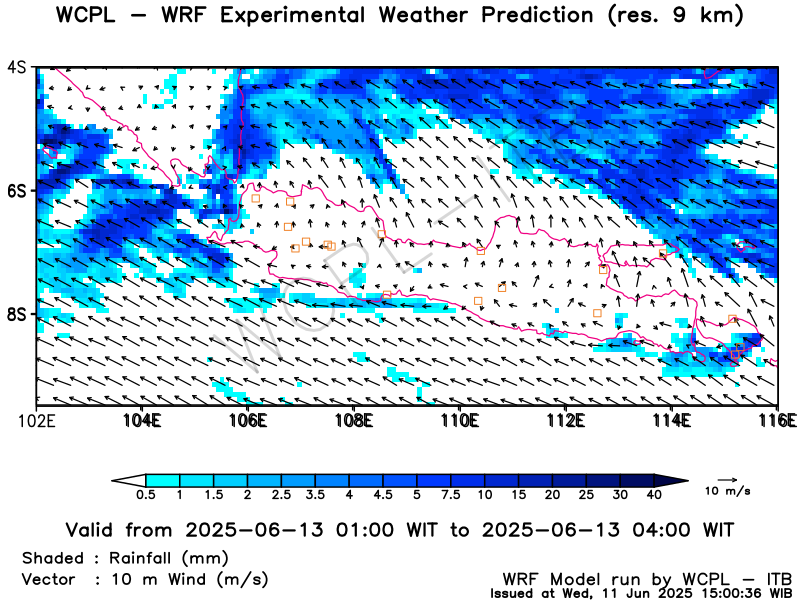 WCPL – WRF Experimental Weather Prediction (res. 9 km)
4S
6S
8S
WCPL-ITB
102E 104E 106E 108E 110E 112E 114E 116E
0.5 1 1.5 2 2.5 3.5 4 4.5 5 7.5 10 15 20 25 30 40
10 m/s
Valid from 2025-06-13 01:00 WIT to 2025-06-13 04:00 WIT
Shaded : Rainfall (mm)
Vector : 10 m Wind (m/s)
WRF Model run by WCPL – ITB
Issued at Wed, 11 Jun 2025 15:00:36 WIB